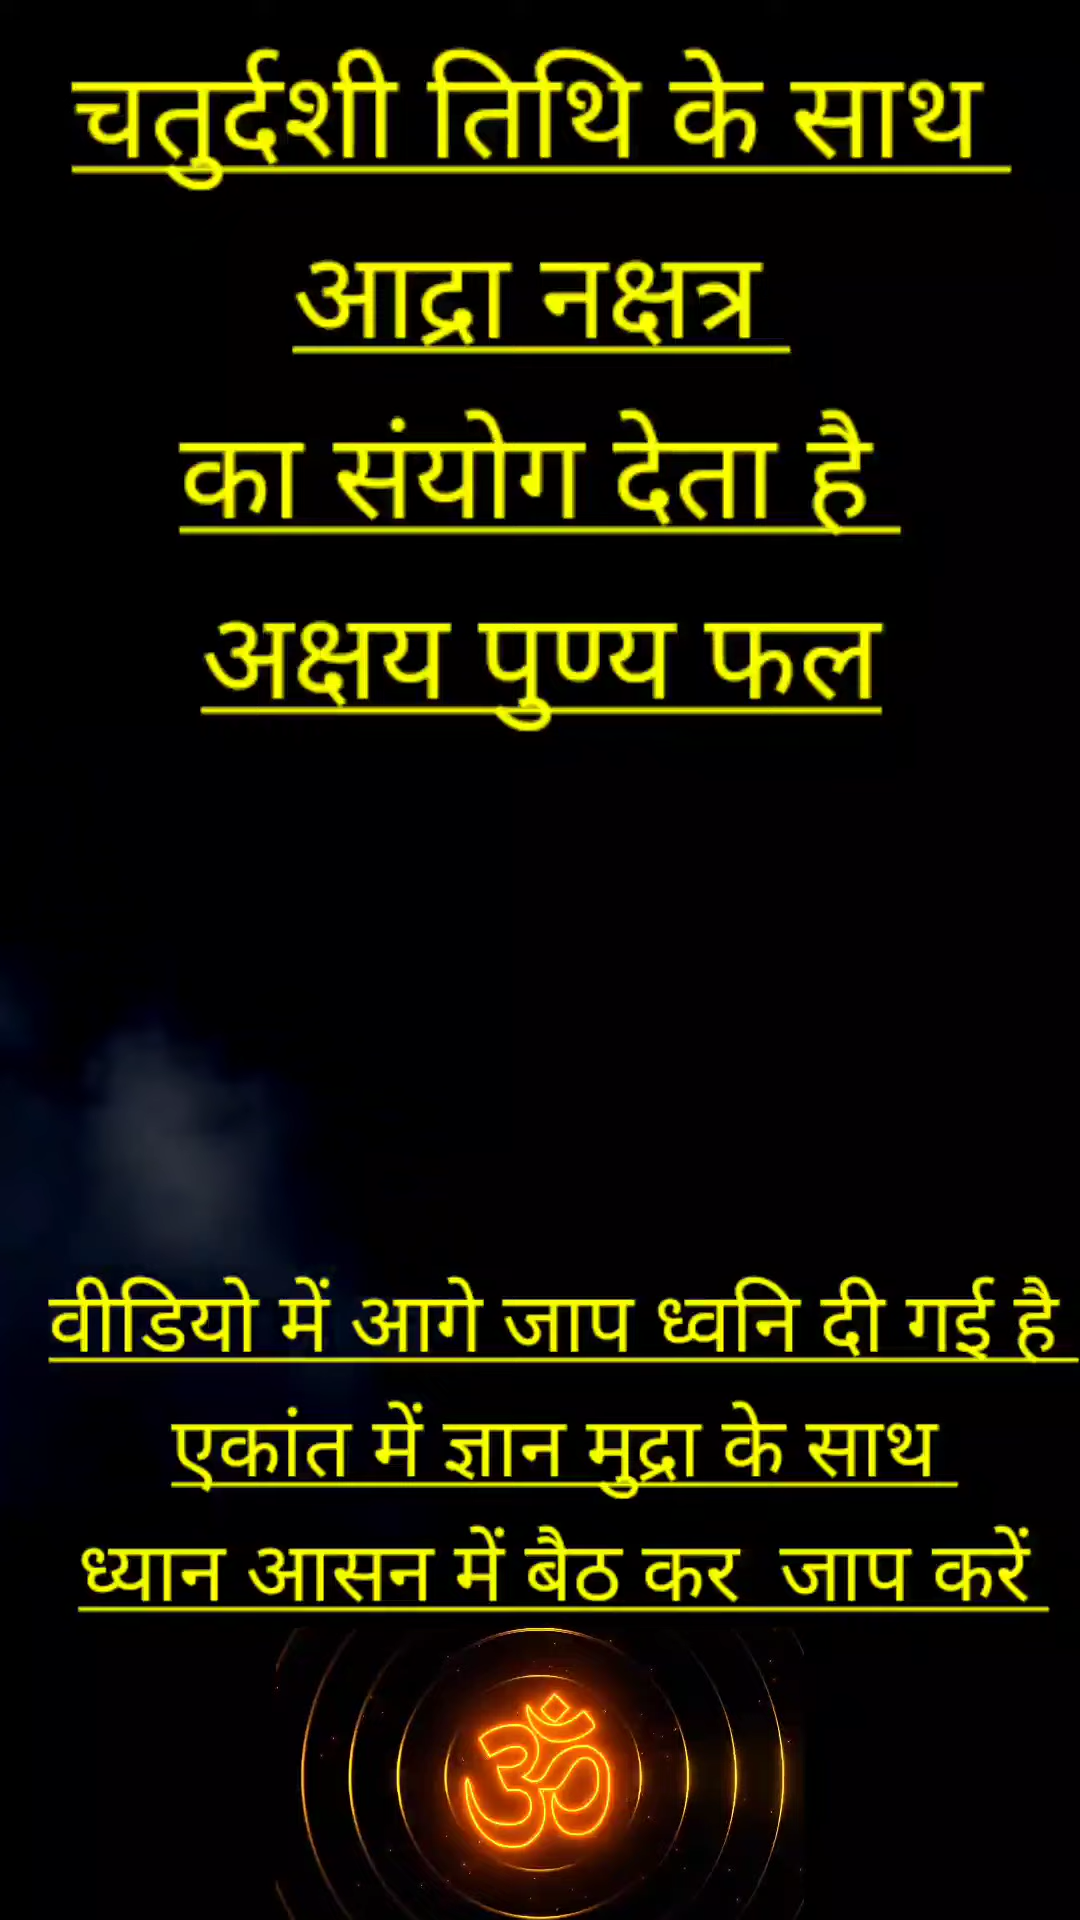 चतुर्दशी तिथि के साथ
आद्रा नक्षत्र
का संयोग देता है
अक्षय पुण्य फल
वीडियो में आगे जाप ध्वनि दी गई है
एकांत में ज्ञान मुद्रा के साथ
ध्यान आसन में बैठ कर जाप करें
ॐ